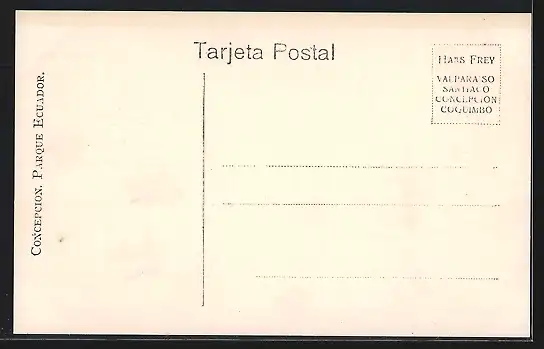 Tarjeta Postal
HANS FREY
VALPARAISO
SANTIAGO
CONCEPCION
COQUIMBO
CONCEPCION. PARQUE ECUADOR.